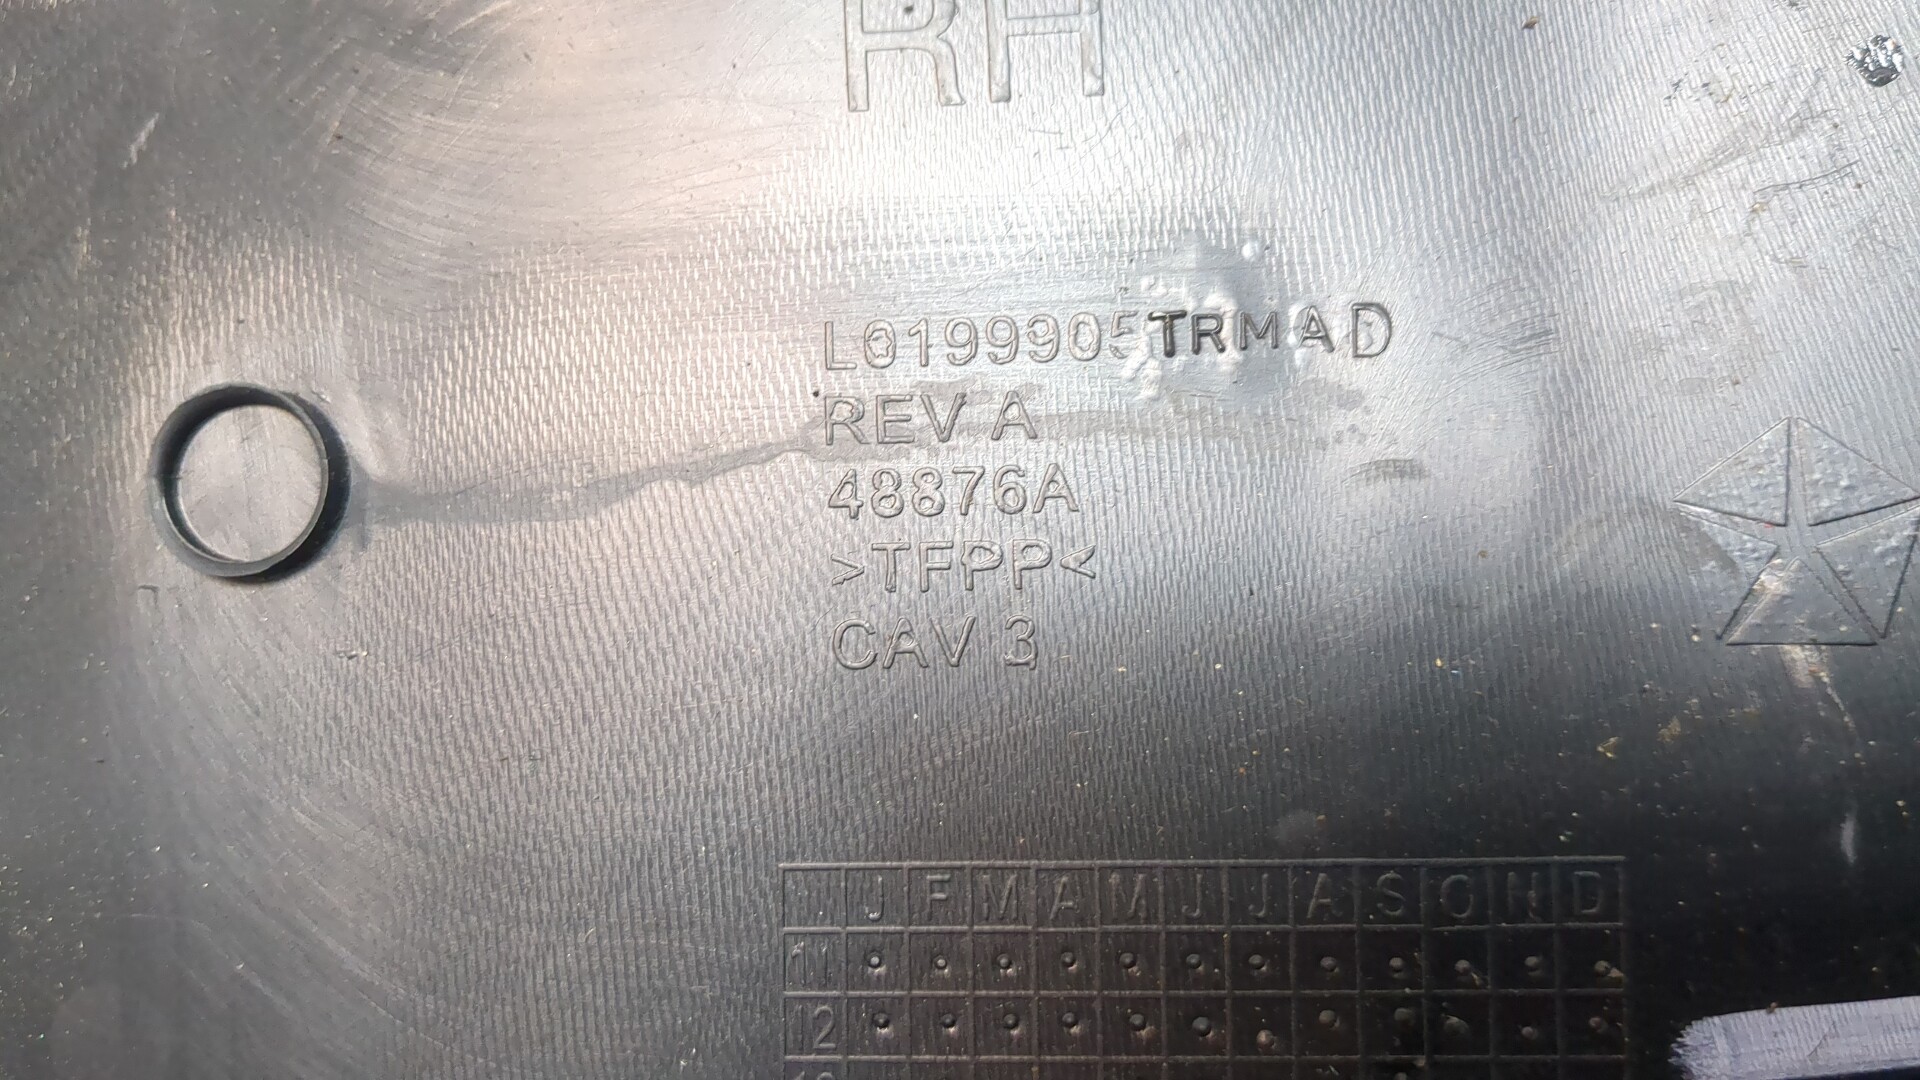 RH
L0199905TRMAD
REV A
48876A
>TFPP<
CAV 3
J F M A M J J A S O N D
11
12